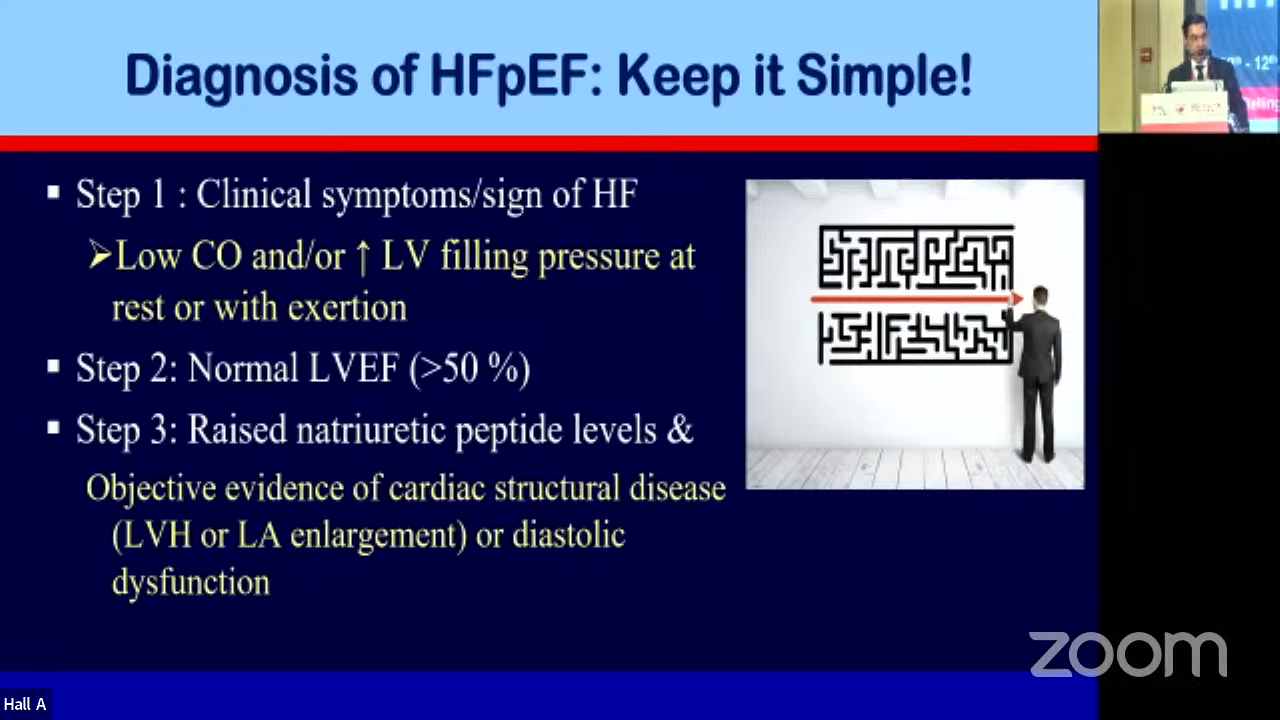 Diagnosis of HFpEF: Keep it Simple!
▪ Step 1 : Clinical symptoms/sign of HF
➢Low CO and/or ↑ LV filling pressure at
rest or with exertion
▪ Step 2: Normal LVEF (>50 %)
▪ Step 3: Raised natriuretic peptide levels &
Objective evidence of cardiac structural disease
(LVH or LA enlargement) or diastolic
dysfunction
- 12th
zoom
Hall A